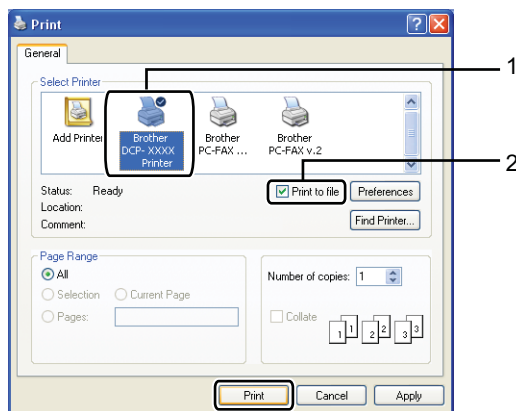 Print
General
1
Select Printer
Add Printer
Brother
DCP- XXXX
Printer
Brother
PC-FAX ...
Brother
PC-FAX v.2
2
Status: Ready
Print to file
Preferences
Location:
Comment:
Find Printer...
Page Range
All
Number of copies: 1
Selection
Current Page
Pages:
Collate
1 1 2 2 3 3
Print
Cancel
Apply